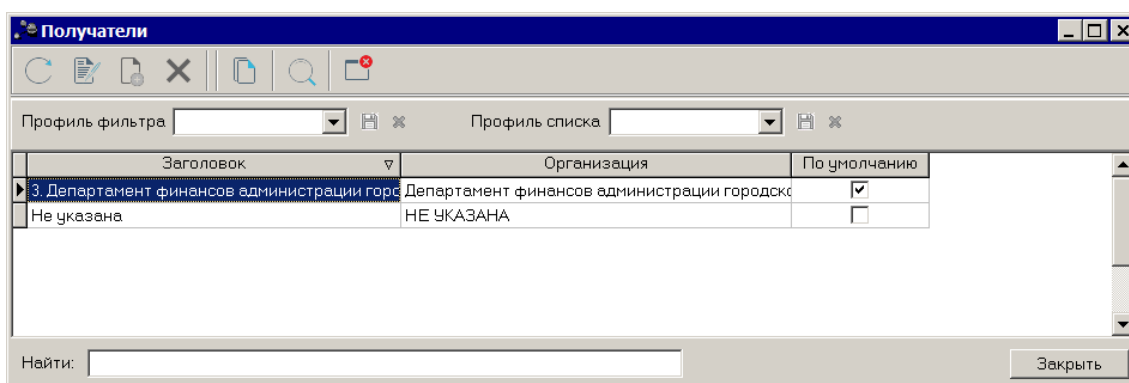 Получатели
Профиль фильтра Профиль списка
Заголовок Организация По умолчанию
3. Департамент финансов администрации горо Департамент финансов администрации городско
Не указана НЕ УКАЗАНА
Найти: Закрыть